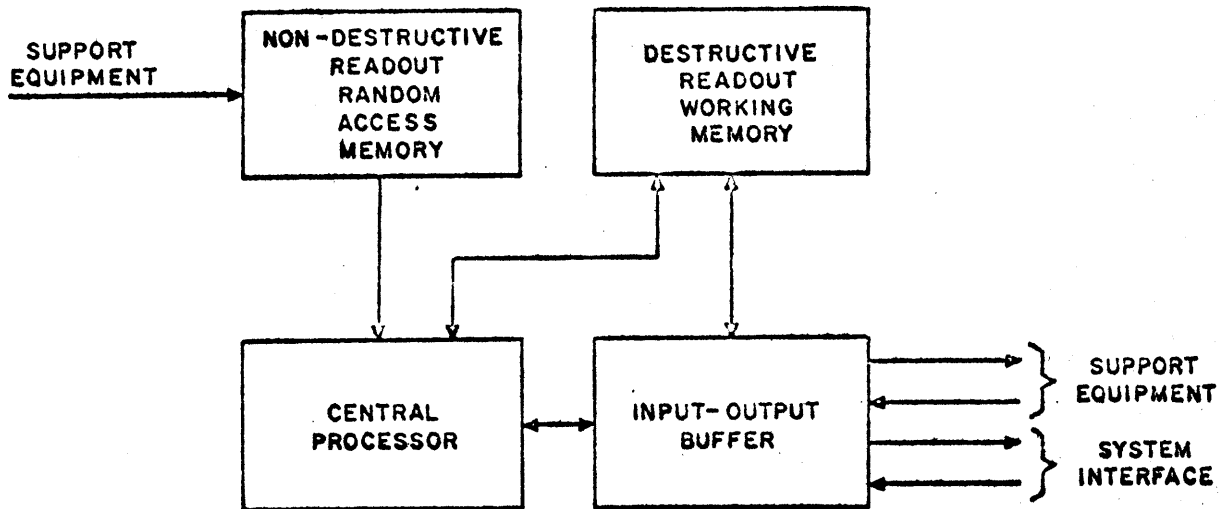 SUPPORT
EQUIPMENT
NON-DESTRUCTIVE
READOUT
RANDOM
ACCESS
MEMORY
DESTRUCTIVE
READOUT
WORKING
MEMORY
CENTRAL
PROCESSOR
INPUT-OUTPUT
BUFFER
SUPPORT
EQUIPMENT
SYSTEM
INTERFACE